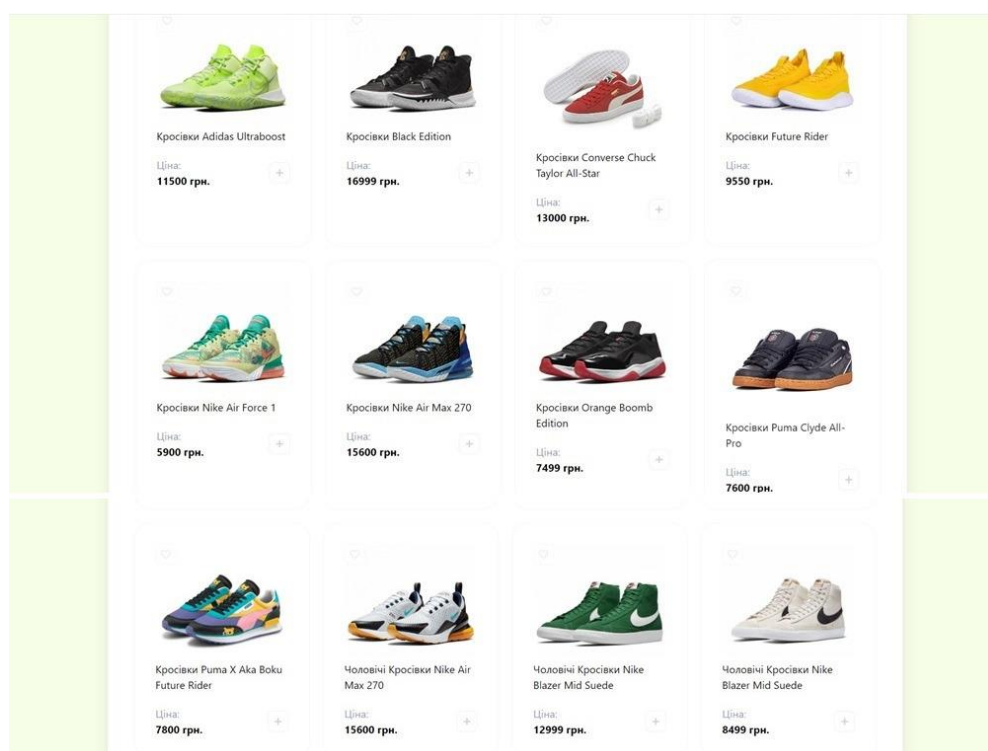 Кросівки Adidas Ultraboost
Ціна:
11500 грн.
Кросівки Black Edition
Ціна:
16999 грн.
Кросівки Converse Chuck
Taylor All-Star
Ціна:
13000 грн.
Кросівки Future Rider
Ціна:
9550 грн.
Кросівки Nike Air Force 1
Ціна:
5900 грн.
Кросівки Nike Air Max 270
Ціна:
15600 грн.
Кросівки Orange Boomb
Edition
Ціна:
7499 грн.
Кросівки Puma Clyde All-
Pro
Ціна:
7600 грн.
Кросівки Puma X Aka Boku
Future Rider
Ціна:
7800 грн.
Чоловічі Кросівки Nike Air
Max 270
Ціна:
15600 грн.
Чоловічі Кросівки Nike
Blazer Mid Suede
Ціна:
12999 грн.
Чоловічі Кросівки Nike
Blazer Mid Suede
Ціна:
8499 грн.